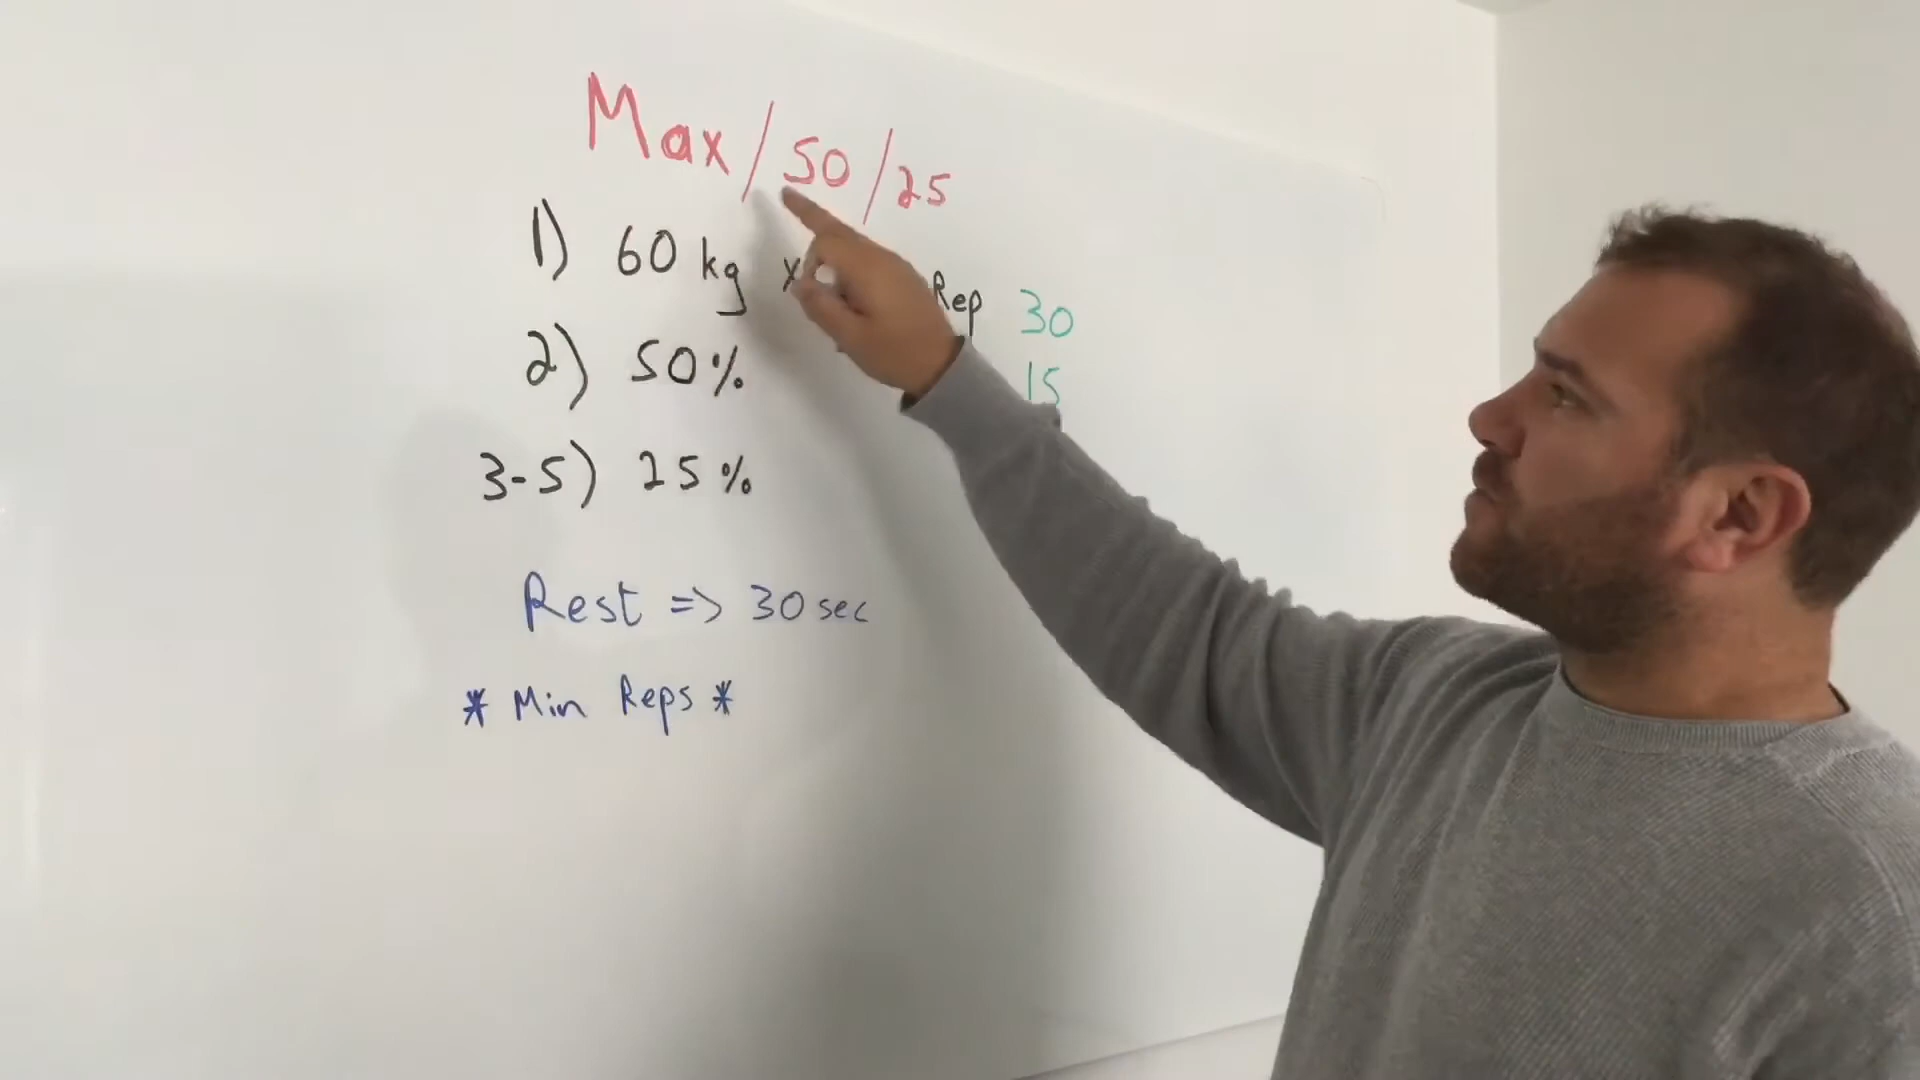 Max/50/25
1) 60 kg x Rep 30
2) 50% 15
3-5) 25%
Rest => 30 sec
* Min Reps *